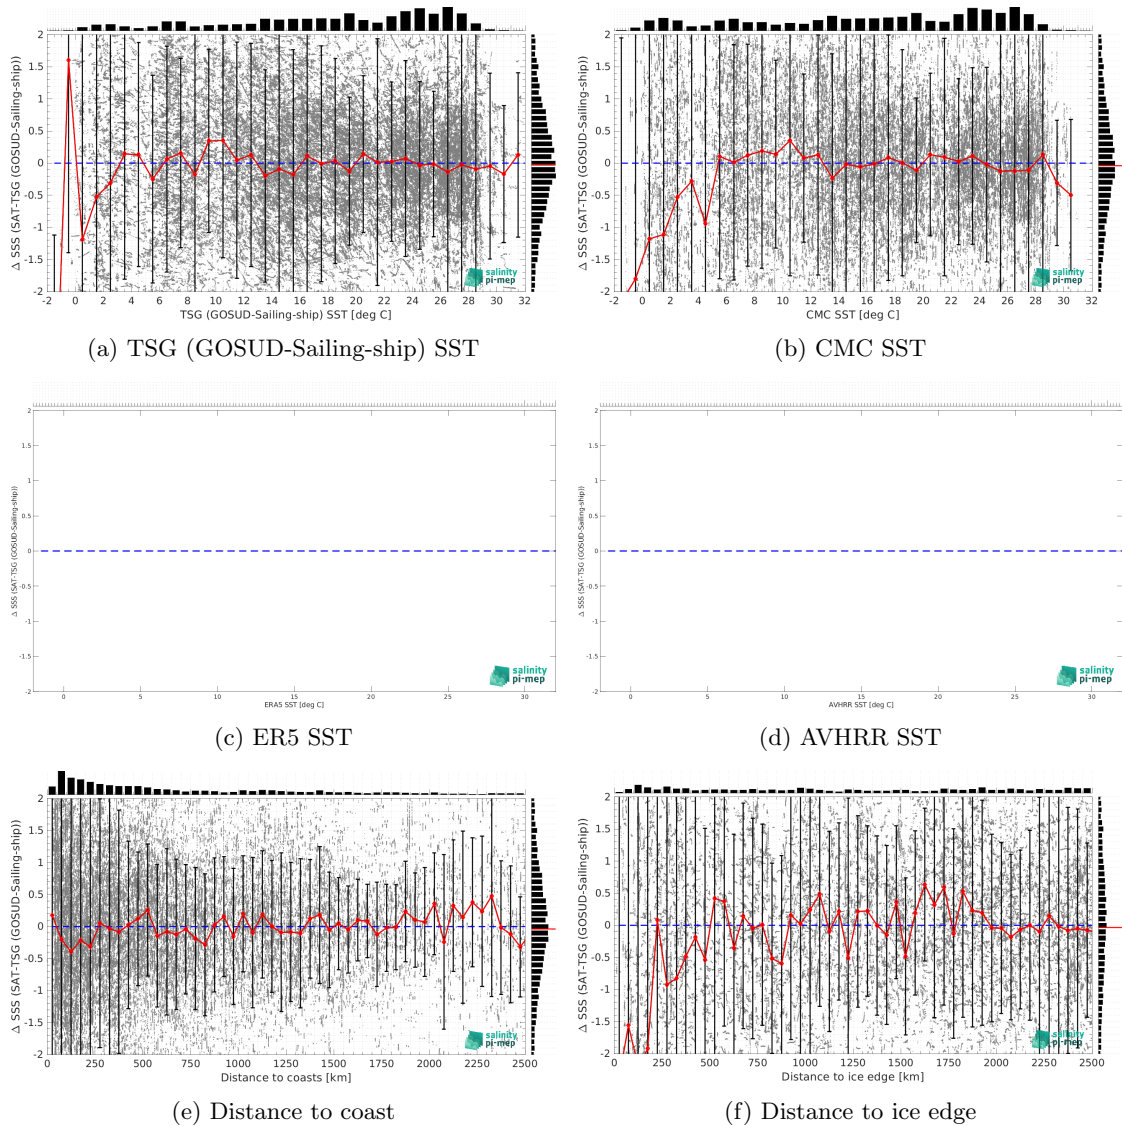 2
1.5
1
0.5
0
-0.5
-1
-1.5
-2
Δ SSS (SAT-TSG (GOSUD-Sailing-ship))
salinity
pi-mep
-2 0 2 4 6 8 10 12 14 16 18 20 22 24 26 28 30 32
TSG (GOSUD-Sailing-ship) SST [deg C]
(a) TSG (GOSUD-Sailing-ship) SST
2
1.5
1
0.5
0
-0.5
-1
-1.5
-2
Δ SSS (SAT-TSG (GOSUD-Sailing-ship))
salinity
pi-mep
-2 0 2 4 6 8 10 12 14 16 18 20 22 24 26 28 30 32
CMC SST [deg C]
(b) CMC SST
2
1.5
1
0.5
0
-0.5
-1
-1.5
-2
Δ SSS (SAT-TSG (GOSUD-Sailing-ship))
salinity
pi-mep
0 5 10 15 20 25 30
ERA5 SST [deg C]
(c) ER5 SST
2
1.5
1
0.5
0
-0.5
-1
-1.5
-2
Δ SSS (SAT-TSG (GOSUD-Sailing-ship))
salinity
pi-mep
0 5 10 15 20 25 30
AVHRR SST [deg C]
(d) AVHRR SST
2
1.5
1
0.5
0
-0.5
-1
-1.5
-2
Δ SSS (SAT-TSG (GOSUD-Sailing-ship))
salinity
pi-mep
0 250 500 750 1000 1250 1500 1750 2000 2250 2500
Distance to coasts [km]
(e) Distance to coast
2
1.5
1
0.5
0
-0.5
-1
-1.5
-2
Δ SSS (SAT-TSG (GOSUD-Sailing-ship))
salinity
pi-mep
0 250 500 750 1000 1250 1500 1750 2000 2250 2500
Distance to ice edge [km]
(f) Distance to ice edge